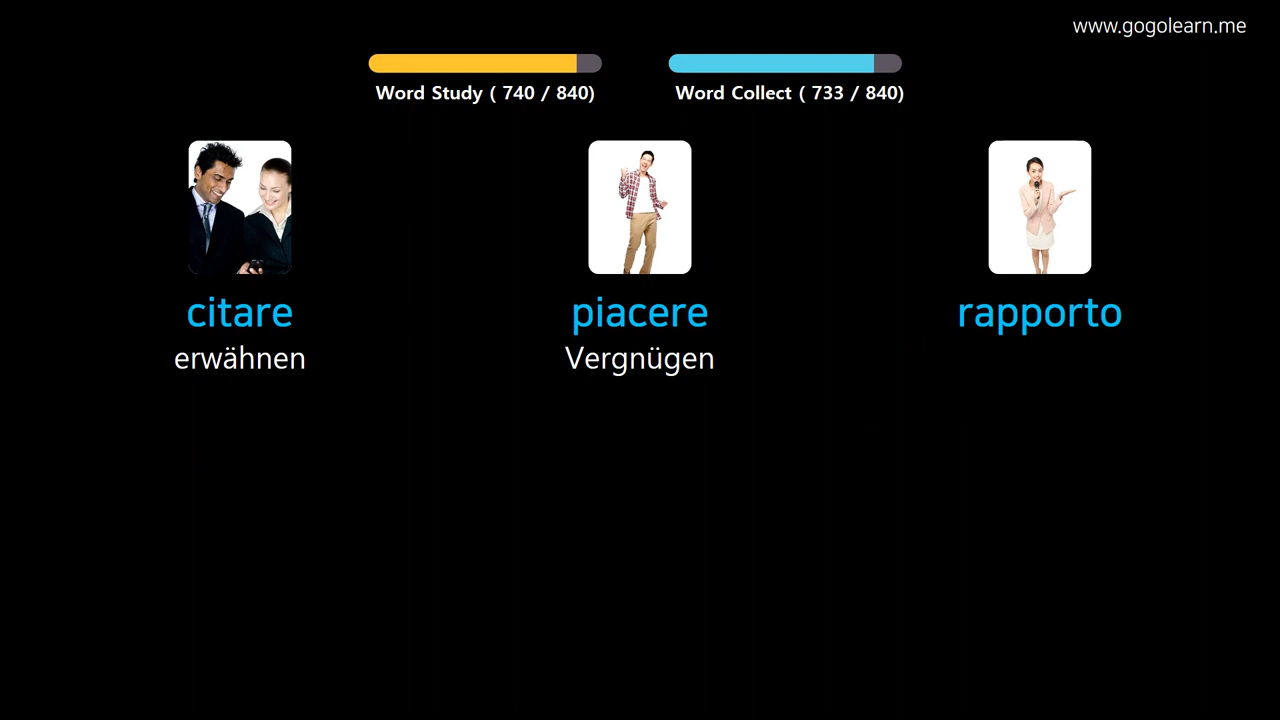 www.gogolearn.me
Word Study ( 740 / 840)
Word Collect ( 733 / 840)
citare
piacere
rapporto
erwähnen
Vergnügen